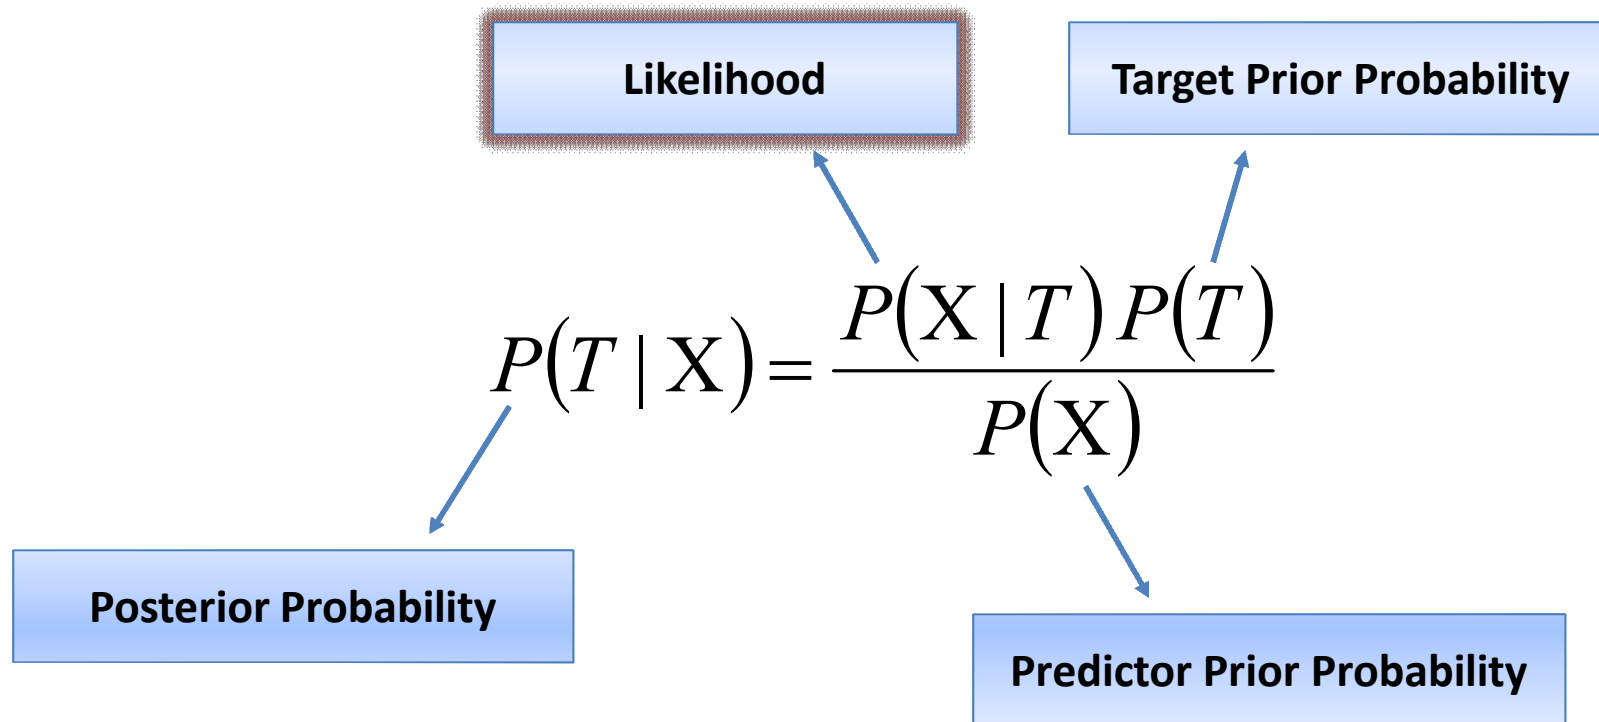 Likelihood
Target Prior Probability
P(T | X) = P(X | T) P(T) / P(X)
Posterior Probability
Predictor Prior Probability